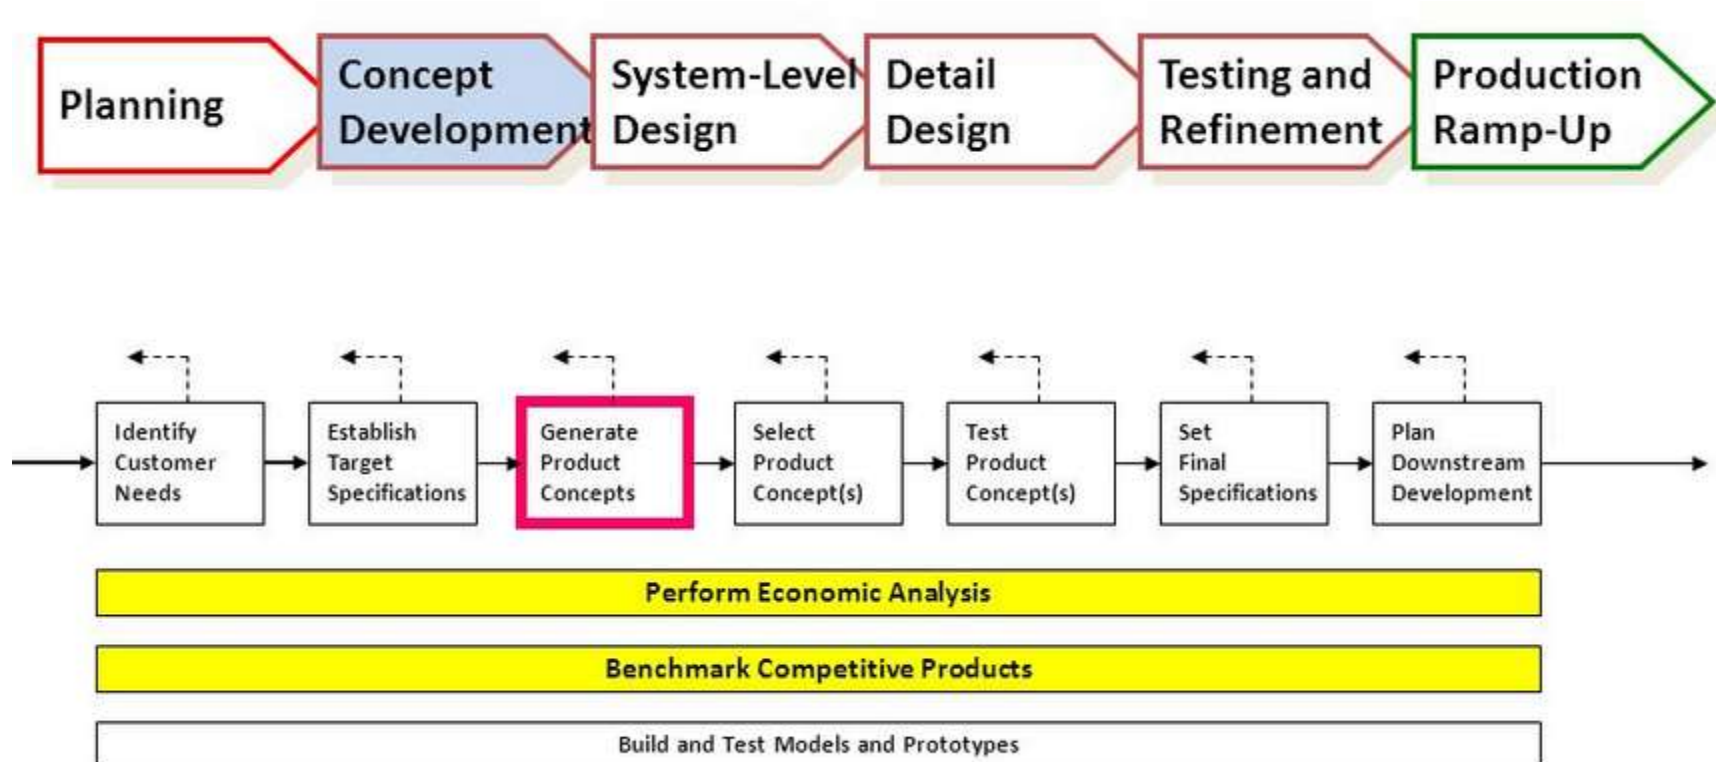 Planning
Concept
Development
System-Level
Design
Detail
Design
Testing and
Refinement
Production
Ramp-Up
Identify
Customer
Needs
Establish
Target
Specifications
Generate
Product
Concepts
Select
Product
Concept(s)
Test
Product
Concept(s)
Set
Final
Specifications
Plan
Downstream
Development
Perform Economic Analysis
Benchmark Competitive Products
Build and Test Models and Prototypes